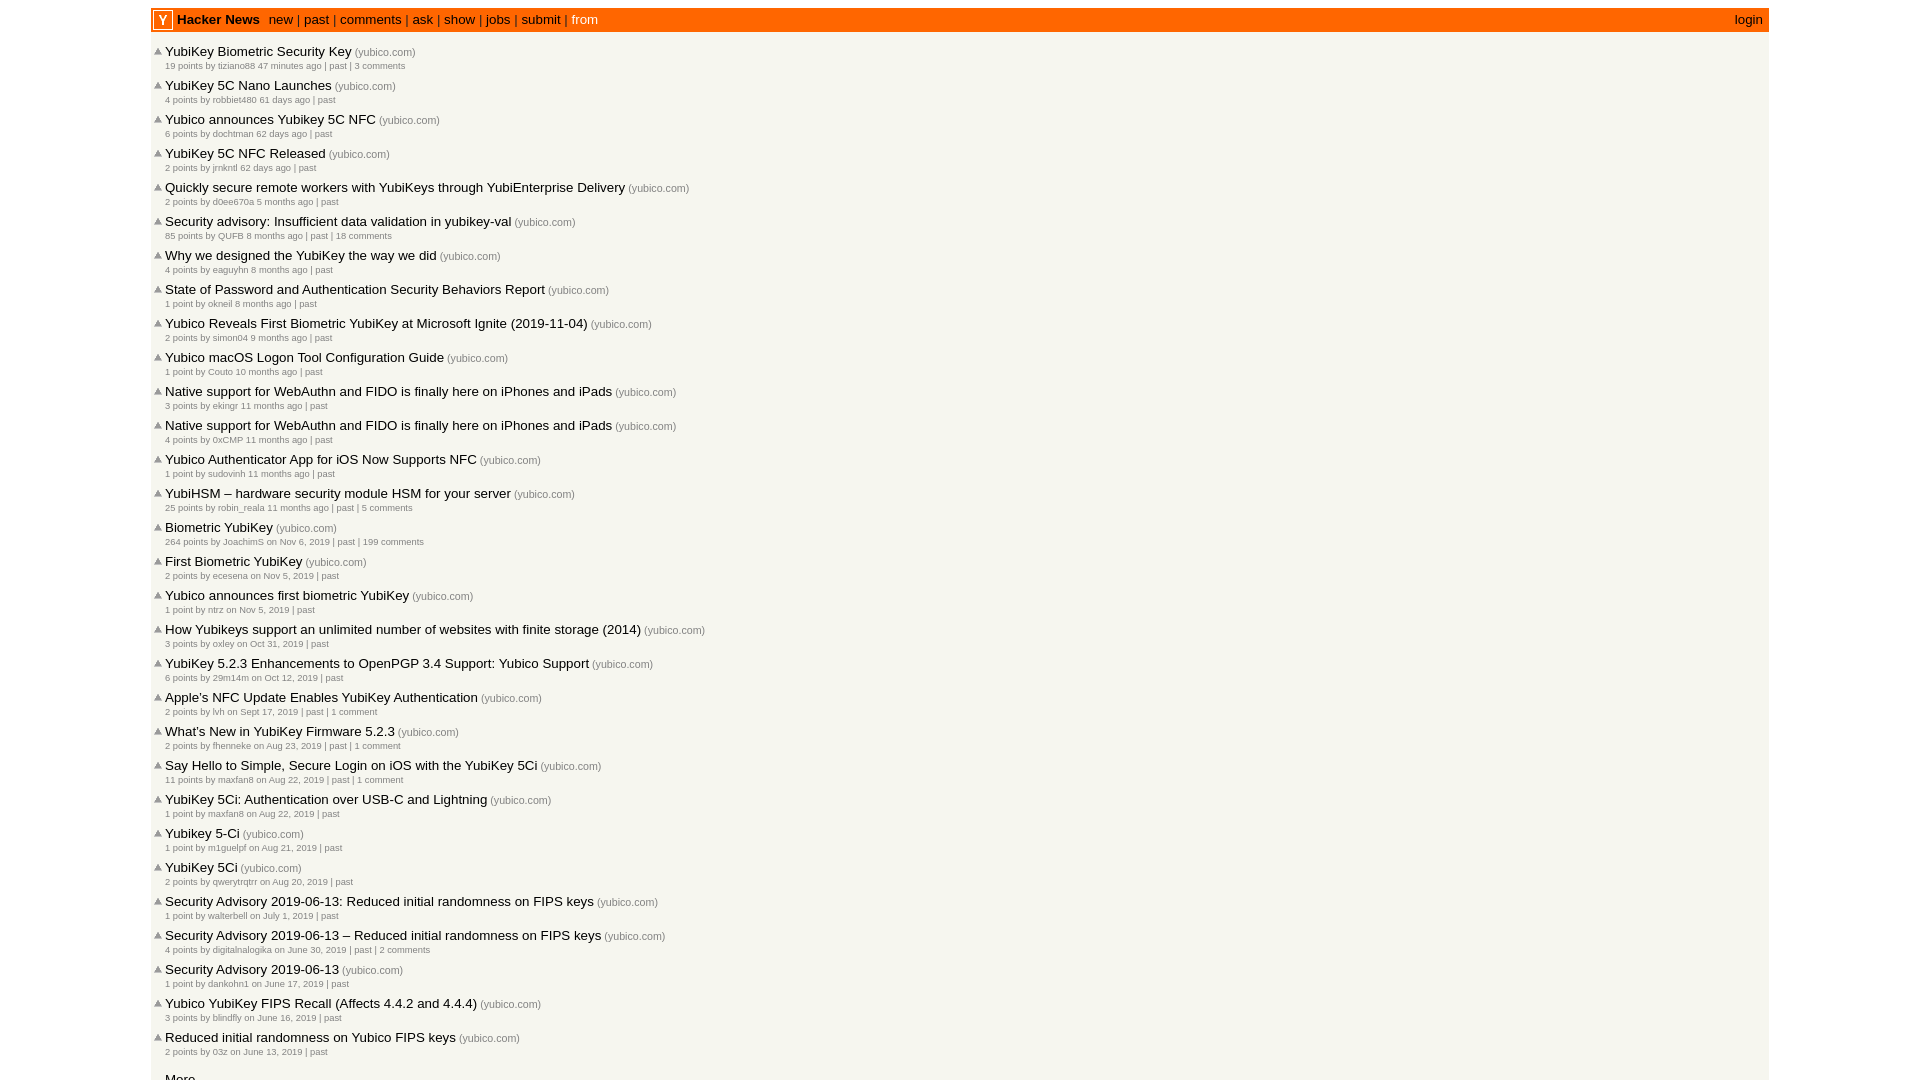 Y Hacker News new | past | comments | ask | show | jobs | submit | from login
YubiKey Biometric Security Key (yubico.com)
19 points by tiziano88 47 minutes ago | past | 3 comments
YubiKey 5C Nano Launches (yubico.com)
4 points by robbiet480 61 days ago | past
Yubico announces Yubikey 5C NFC (yubico.com)
6 points by dochtman 62 days ago | past
YubiKey 5C NFC Released (yubico.com)
2 points by jrnkntl 62 days ago | past
Quickly secure remote workers with YubiKeys through YubiEnterprise Delivery (yubico.com)
2 points by d0ee670a 5 months ago | past
Security advisory: Insufficient data validation in yubikey-val (yubico.com)
85 points by QUFB 8 months ago | past | 18 comments
Why we designed the YubiKey the way we did (yubico.com)
4 points by eaguyhn 8 months ago | past
State of Password and Authentication Security Behaviors Report (yubico.com)
1 point by okneil 8 months ago | past
Yubico Reveals First Biometric YubiKey at Microsoft Ignite (2019-11-04) (yubico.com)
2 points by simon04 9 months ago | past
Yubico macOS Logon Tool Configuration Guide (yubico.com)
1 point by Couto 10 months ago | past
Native support for WebAuthn and FIDO is finally here on iPhones and iPads (yubico.com)
3 points by ekingr 11 months ago | past
Native support for WebAuthn and FIDO is finally here on iPhones and iPads (yubico.com)
4 points by 0xCMP 11 months ago | past
Yubico Authenticator App for iOS Now Supports NFC (yubico.com)
1 point by sudovinh 11 months ago | past
YubiHSM – hardware security module HSM for your server (yubico.com)
25 points by robin_reala 11 months ago | past | 5 comments
Biometric YubiKey (yubico.com)
264 points by JoachimS on Nov 6, 2019 | past | 199 comments
First Biometric YubiKey (yubico.com)
2 points by ecesena on Nov 5, 2019 | past
Yubico announces first biometric YubiKey (yubico.com)
1 point by ntrz on Nov 5, 2019 | past
How Yubikeys support an unlimited number of websites with finite storage (2014) (yubico.com)
3 points by oxley on Oct 31, 2019 | past
YubiKey 5.2.3 Enhancements to OpenPGP 3.4 Support: Yubico Support (yubico.com)
6 points by 29m14m on Oct 12, 2019 | past
Apple’s NFC Update Enables YubiKey Authentication (yubico.com)
2 points by lvh on Sept 17, 2019 | past | 1 comment
What’s New in YubiKey Firmware 5.2.3 (yubico.com)
2 points by fhenneke on Aug 23, 2019 | past | 1 comment
Say Hello to Simple, Secure Login on iOS with the YubiKey 5Ci (yubico.com)
11 points by maxfan8 on Aug 22, 2019 | past | 1 comment
YubiKey 5Ci: Authentication over USB-C and Lightning (yubico.com)
1 point by maxfan8 on Aug 22, 2019 | past
Yubikey 5-Ci (yubico.com)
1 point by m1guelpf on Aug 21, 2019 | past
YubiKey 5Ci (yubico.com)
2 points by qwerytrqtrr on Aug 20, 2019 | past
Security Advisory 2019-06-13: Reduced initial randomness on FIPS keys (yubico.com)
1 point by walterbell on July 1, 2019 | past
Security Advisory 2019-06-13 – Reduced initial randomness on FIPS keys (yubico.com)
4 points by digitalnalogika on June 30, 2019 | past | 2 comments
Security Advisory 2019-06-13 (yubico.com)
1 point by dankohn1 on June 17, 2019 | past
Yubico YubiKey FIPS Recall (Affects 4.4.2 and 4.4.4) (yubico.com)
3 points by blindfly on June 16, 2019 | past
Reduced initial randomness on Yubico FIPS keys (yubico.com)
2 points by 03z on June 13, 2019 | past
More